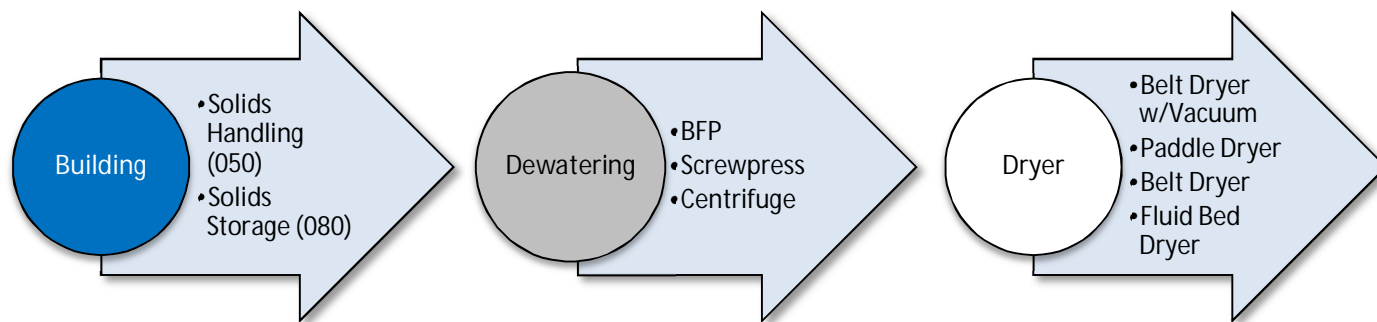 Building
•Solids
Handling
(050)
•Solids
Storage (080)
Dewatering
•BFP
•Screwpress
•Centrifuge
Dryer
•Belt Dryer
w/Vacuum
•Paddle Dryer
•Belt Dryer
•Fluid Bed
Dryer